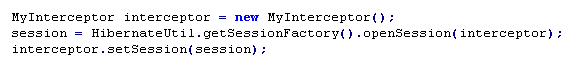 MyInterceptor interceptor = new MyInterceptor();
session = HibernateUtil.getSessionFactory().openSession(interceptor);
interceptor.setSession(session);